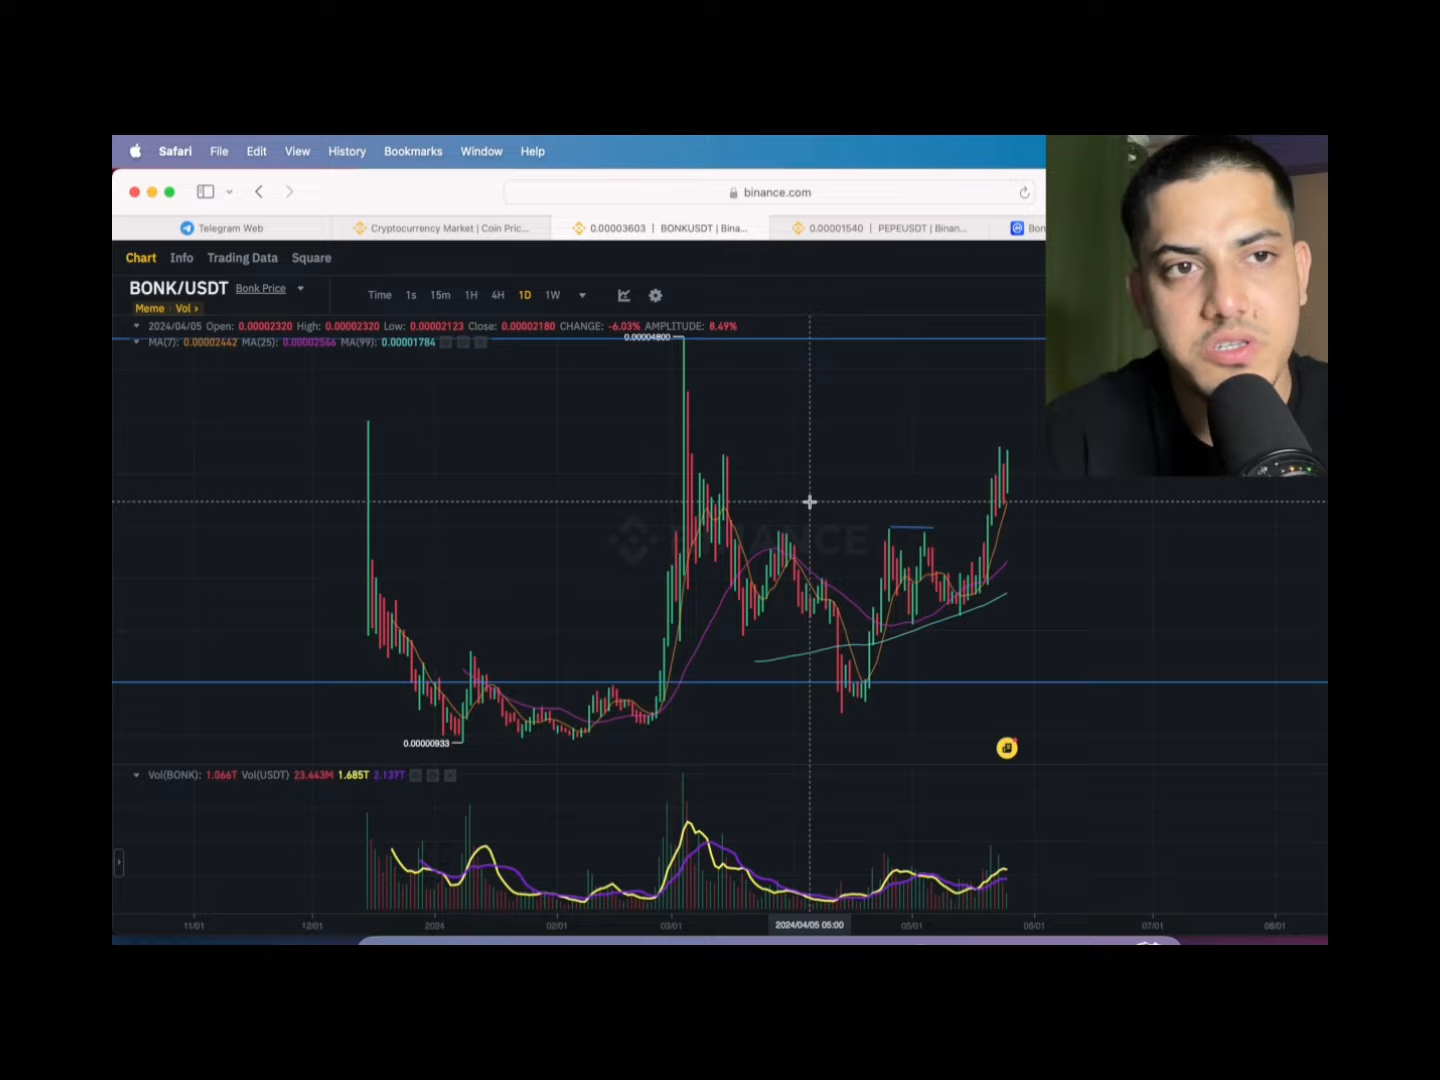 Safari File Edit View History Bookmarks Window Help
binance.com
Telegram Web
Cryptocurrency Market | Coin Pric...
0.00003603 | BONKUSDT | Bina...
0.00001540 | PEPEUSDT | Binan...
Bon
Chart Info Trading Data Square
BONK/USDT Bonk Price
Meme Vol ›
Time 1s 15m 1H 4H 1D 1W
2024/04/05 Open: 0.00002320 High: 0.00002320 Low: 0.00002123 Close: 0.00002180 CHANGE: -6.03% AMPLITUDE: 8.49%
MA(7): 0.00002442 MA(25): 0.00002566 MA(99): 0.00001784
0.00004800
BINANCE
0.00000933
Vol(BONK): 1.066T Vol(USDT) 23.443M 1.685T 2.137T
11/01 12/01 2024 02/01 03/01 2024/04/05 05:00 05/01 06/01 07/01 08/01